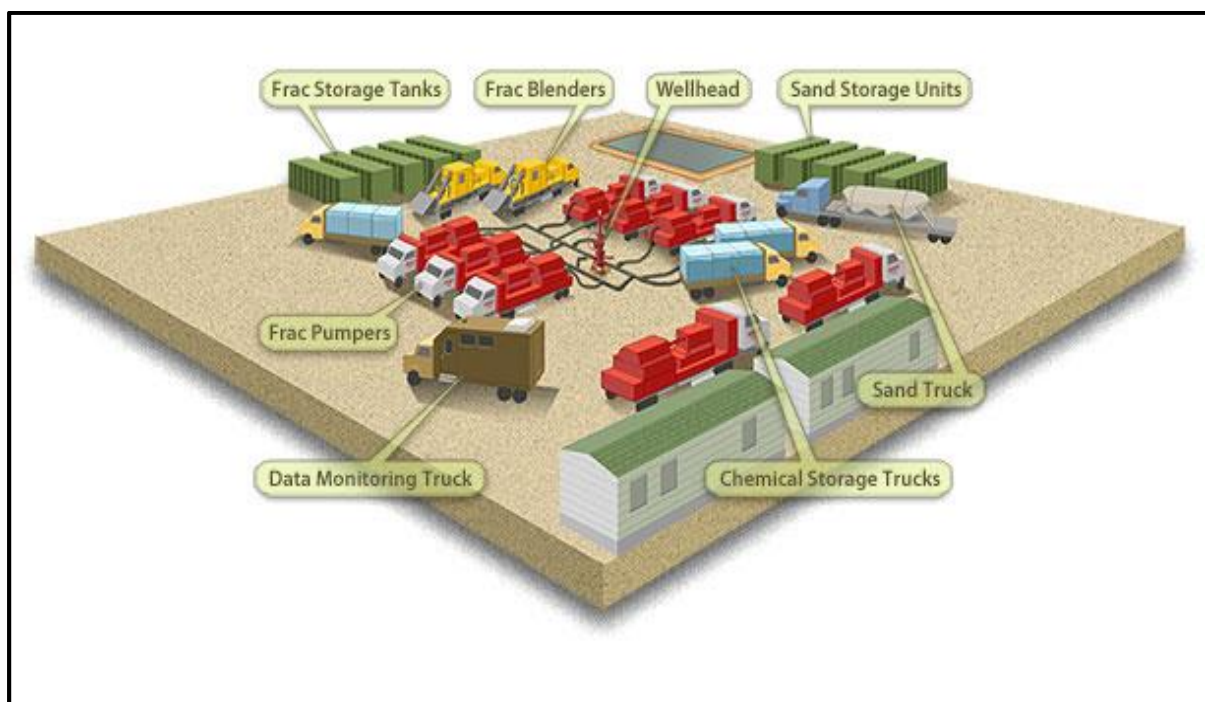 Frac Storage Tanks
Frac Blenders
Wellhead
Sand Storage Units
Frac Pumpers
Sand Truck
Data Monitoring Truck
Chemical Storage Trucks